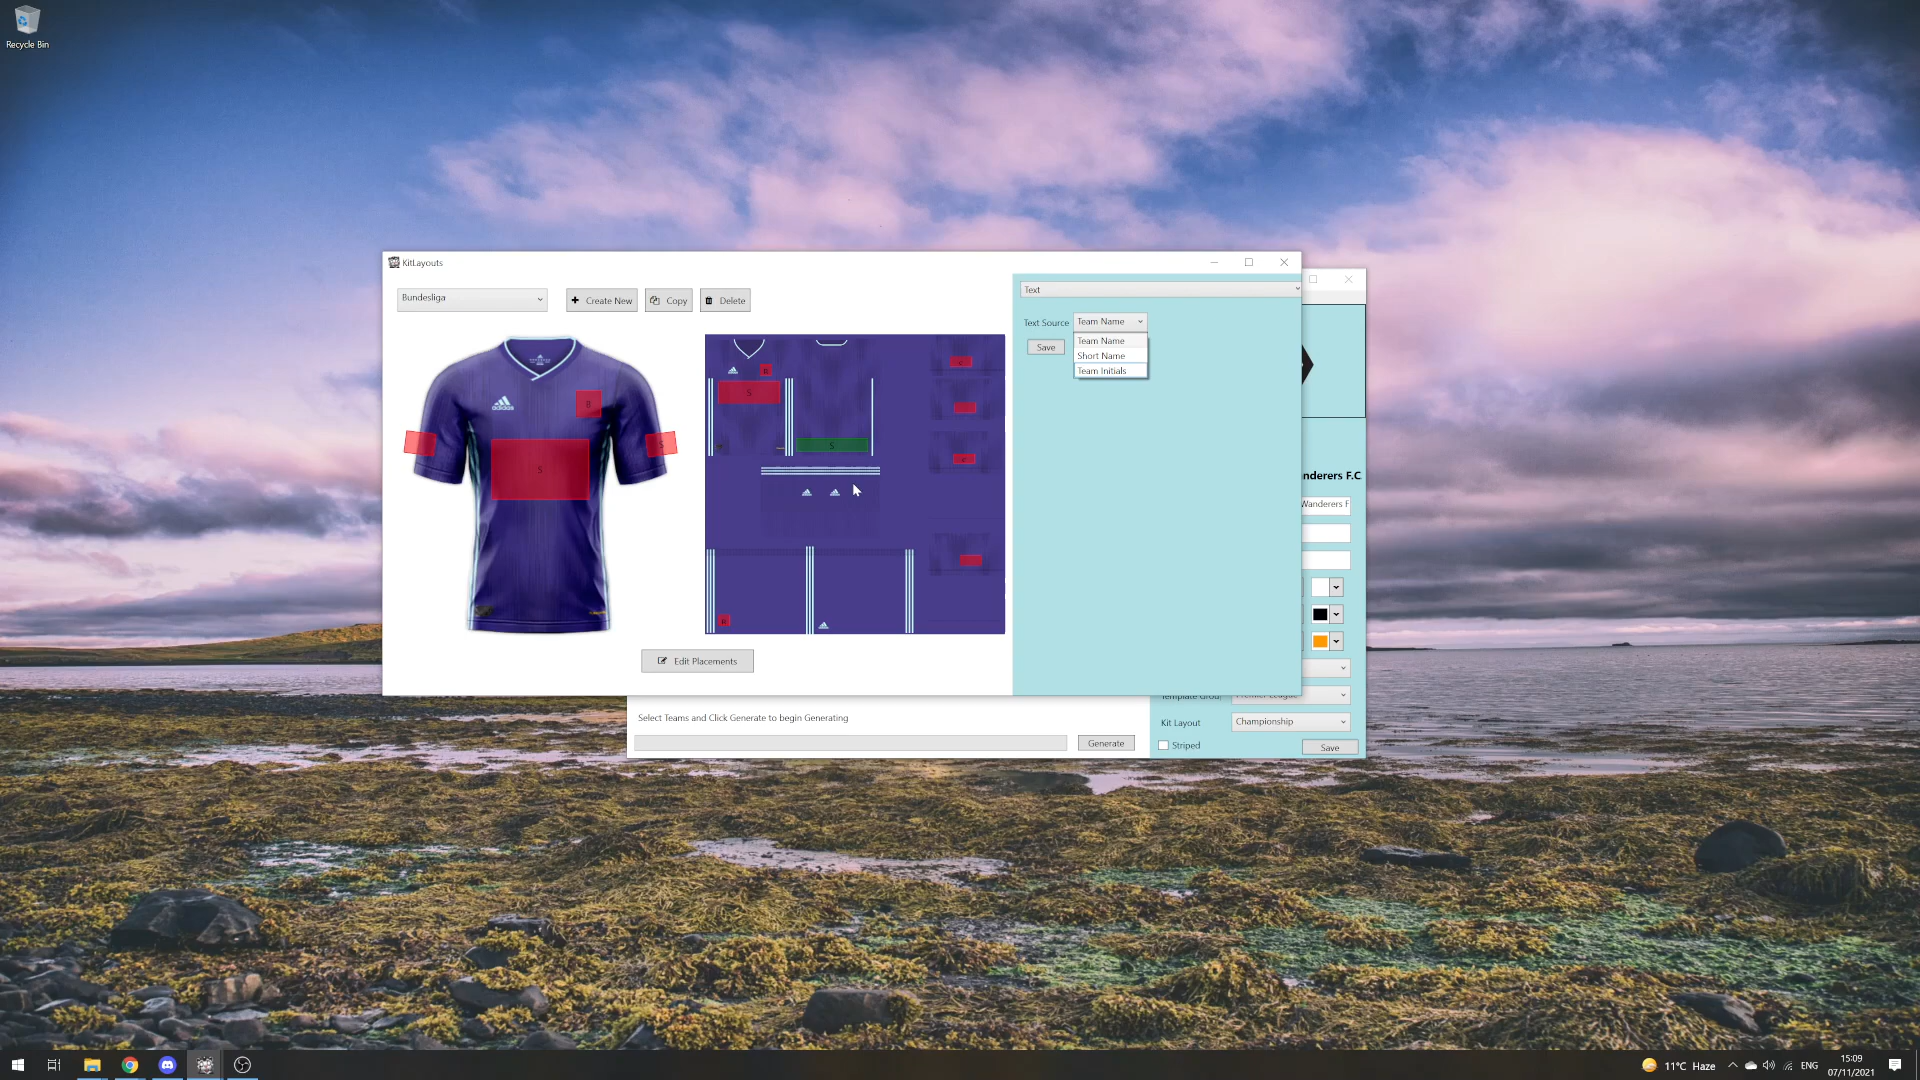 Recycle Bin
KitLayouts
Bundesliga
Create New
Copy
Delete
Text
Text Source
Team Name
Save
Team Name
Short Name
Team Initials
adidas
B
S
S
B
S
S
B
Edit Placements
nderers F.C
Wanderers F
Select Teams and Click Generate to begin Generating
Generate
Kit Layout
Championship
Striped
Save
11°C Haze
ENG
15:09
07/11/2021